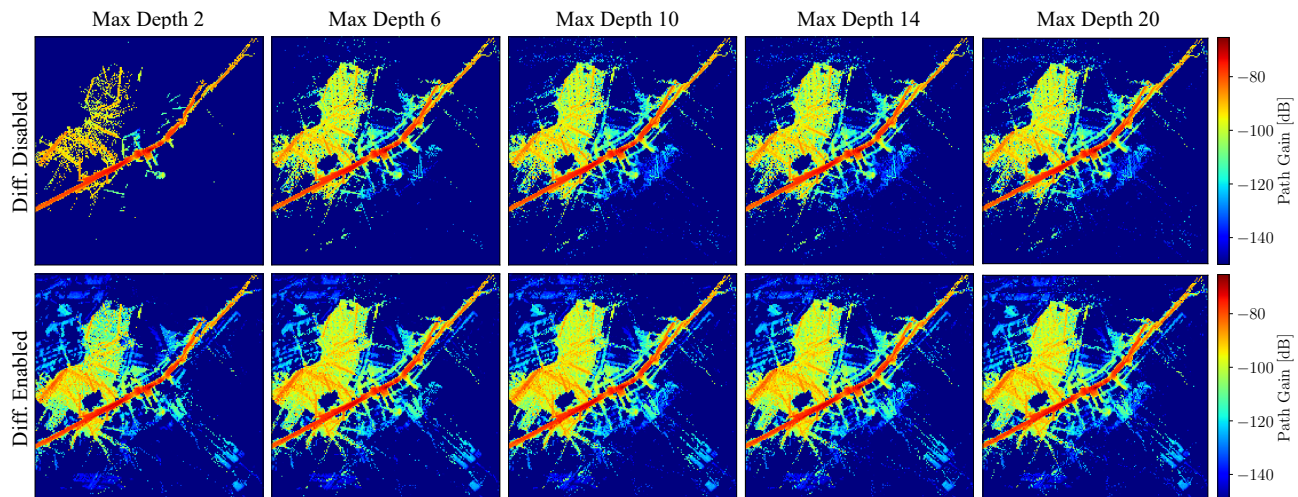 Max Depth 2
Max Depth 6
Max Depth 10
Max Depth 14
Max Depth 20
Diff. Disabled
−80
−100
−120
−140
Path Gain [dB]
Diff. Enabled
−80
−100
−120
−140
Path Gain [dB]